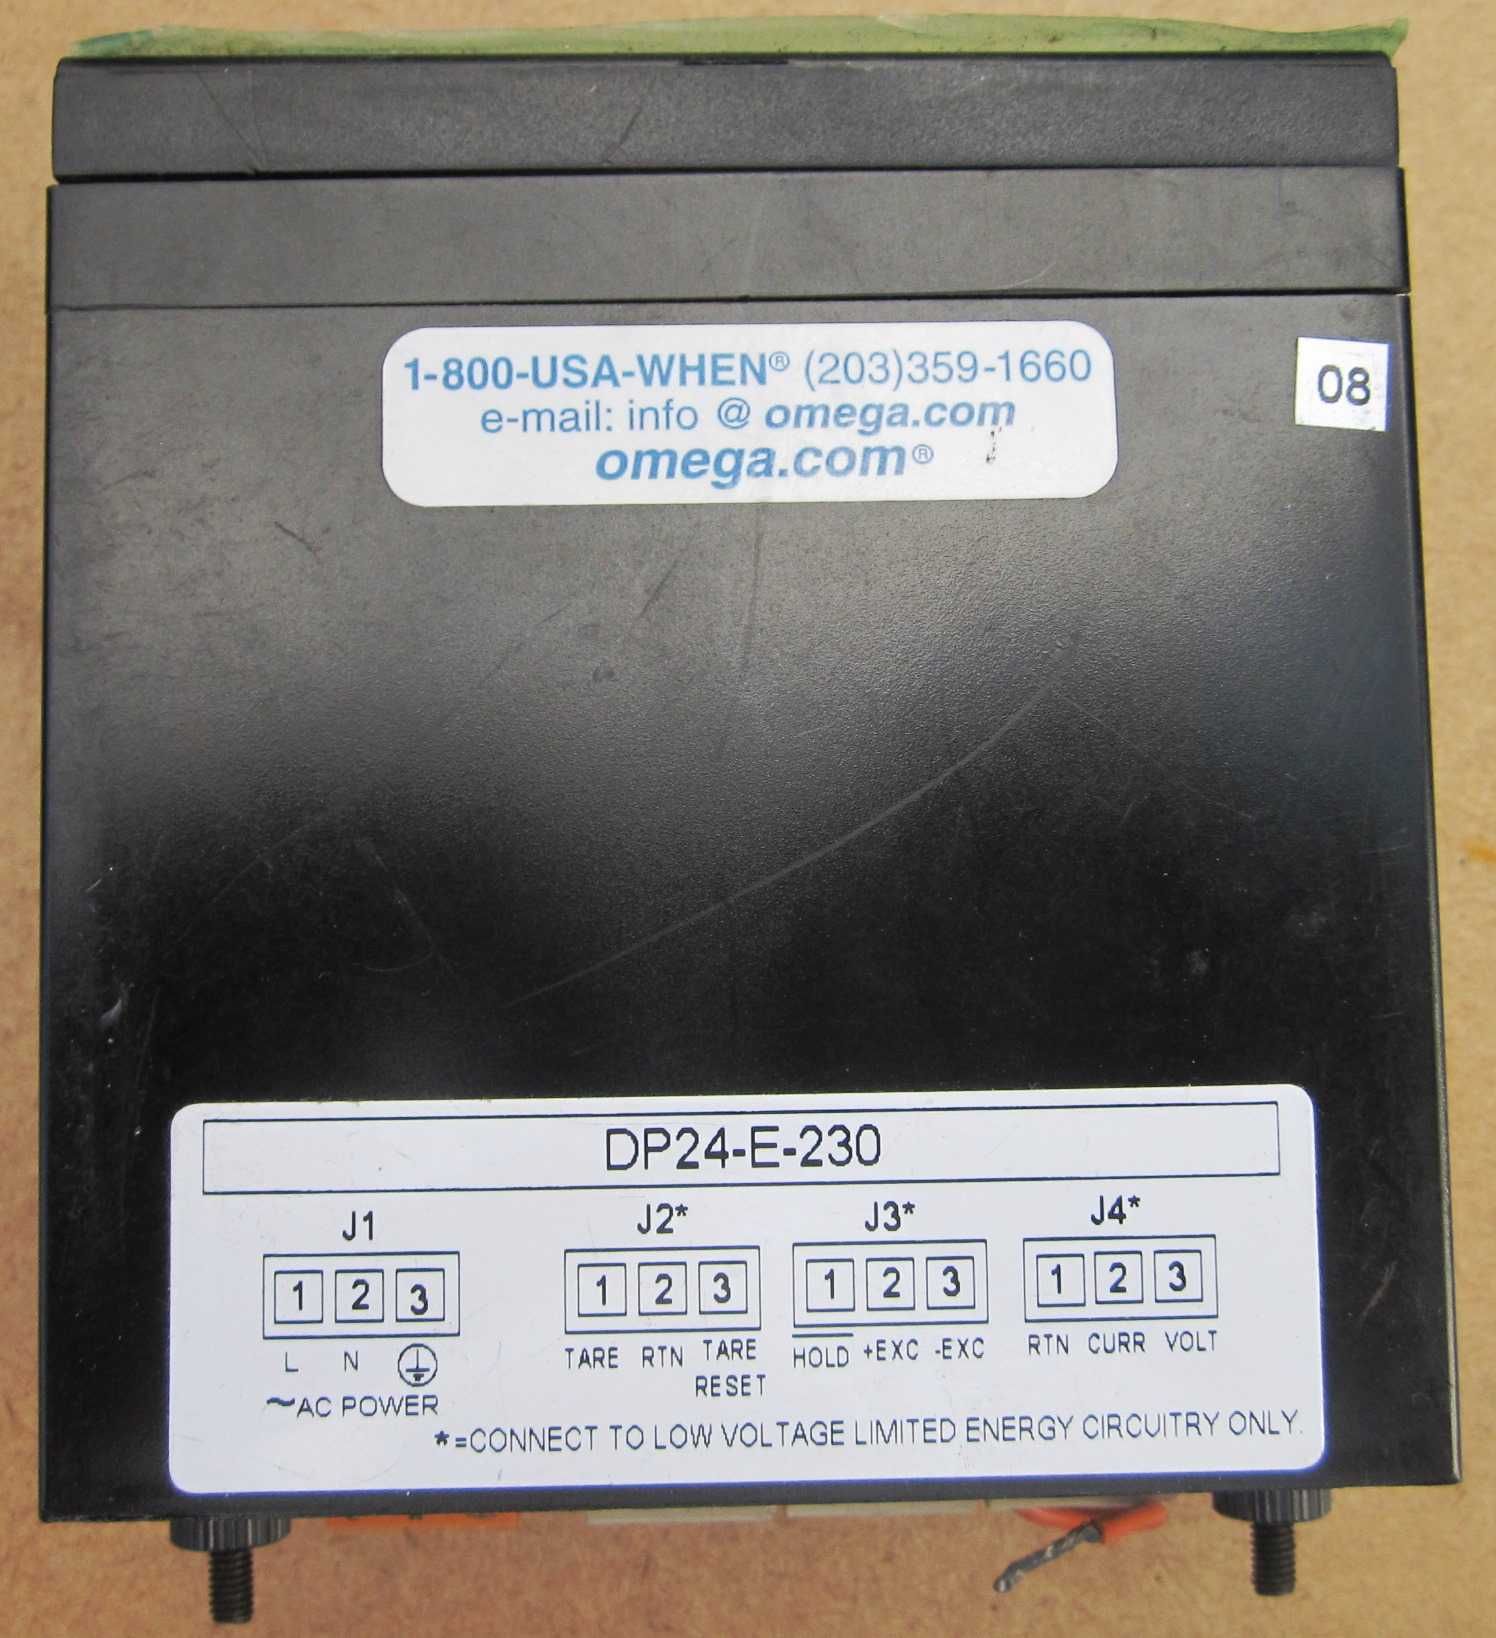 1-800-USA-WHEN® (203)359-1660
e-mail: info @ omega.com
omega.com®
08
DP24-E-230
J1 J2* J3* J4*
1 2 3 1 2 3 1 2 3 1 2 3
L N TARE RTN TARE RESET HOLD +EXC -EXC RTN CURR VOLT
~AC POWER
*=CONNECT TO LOW VOLTAGE LIMITED ENERGY CIRCUITRY ONLY.